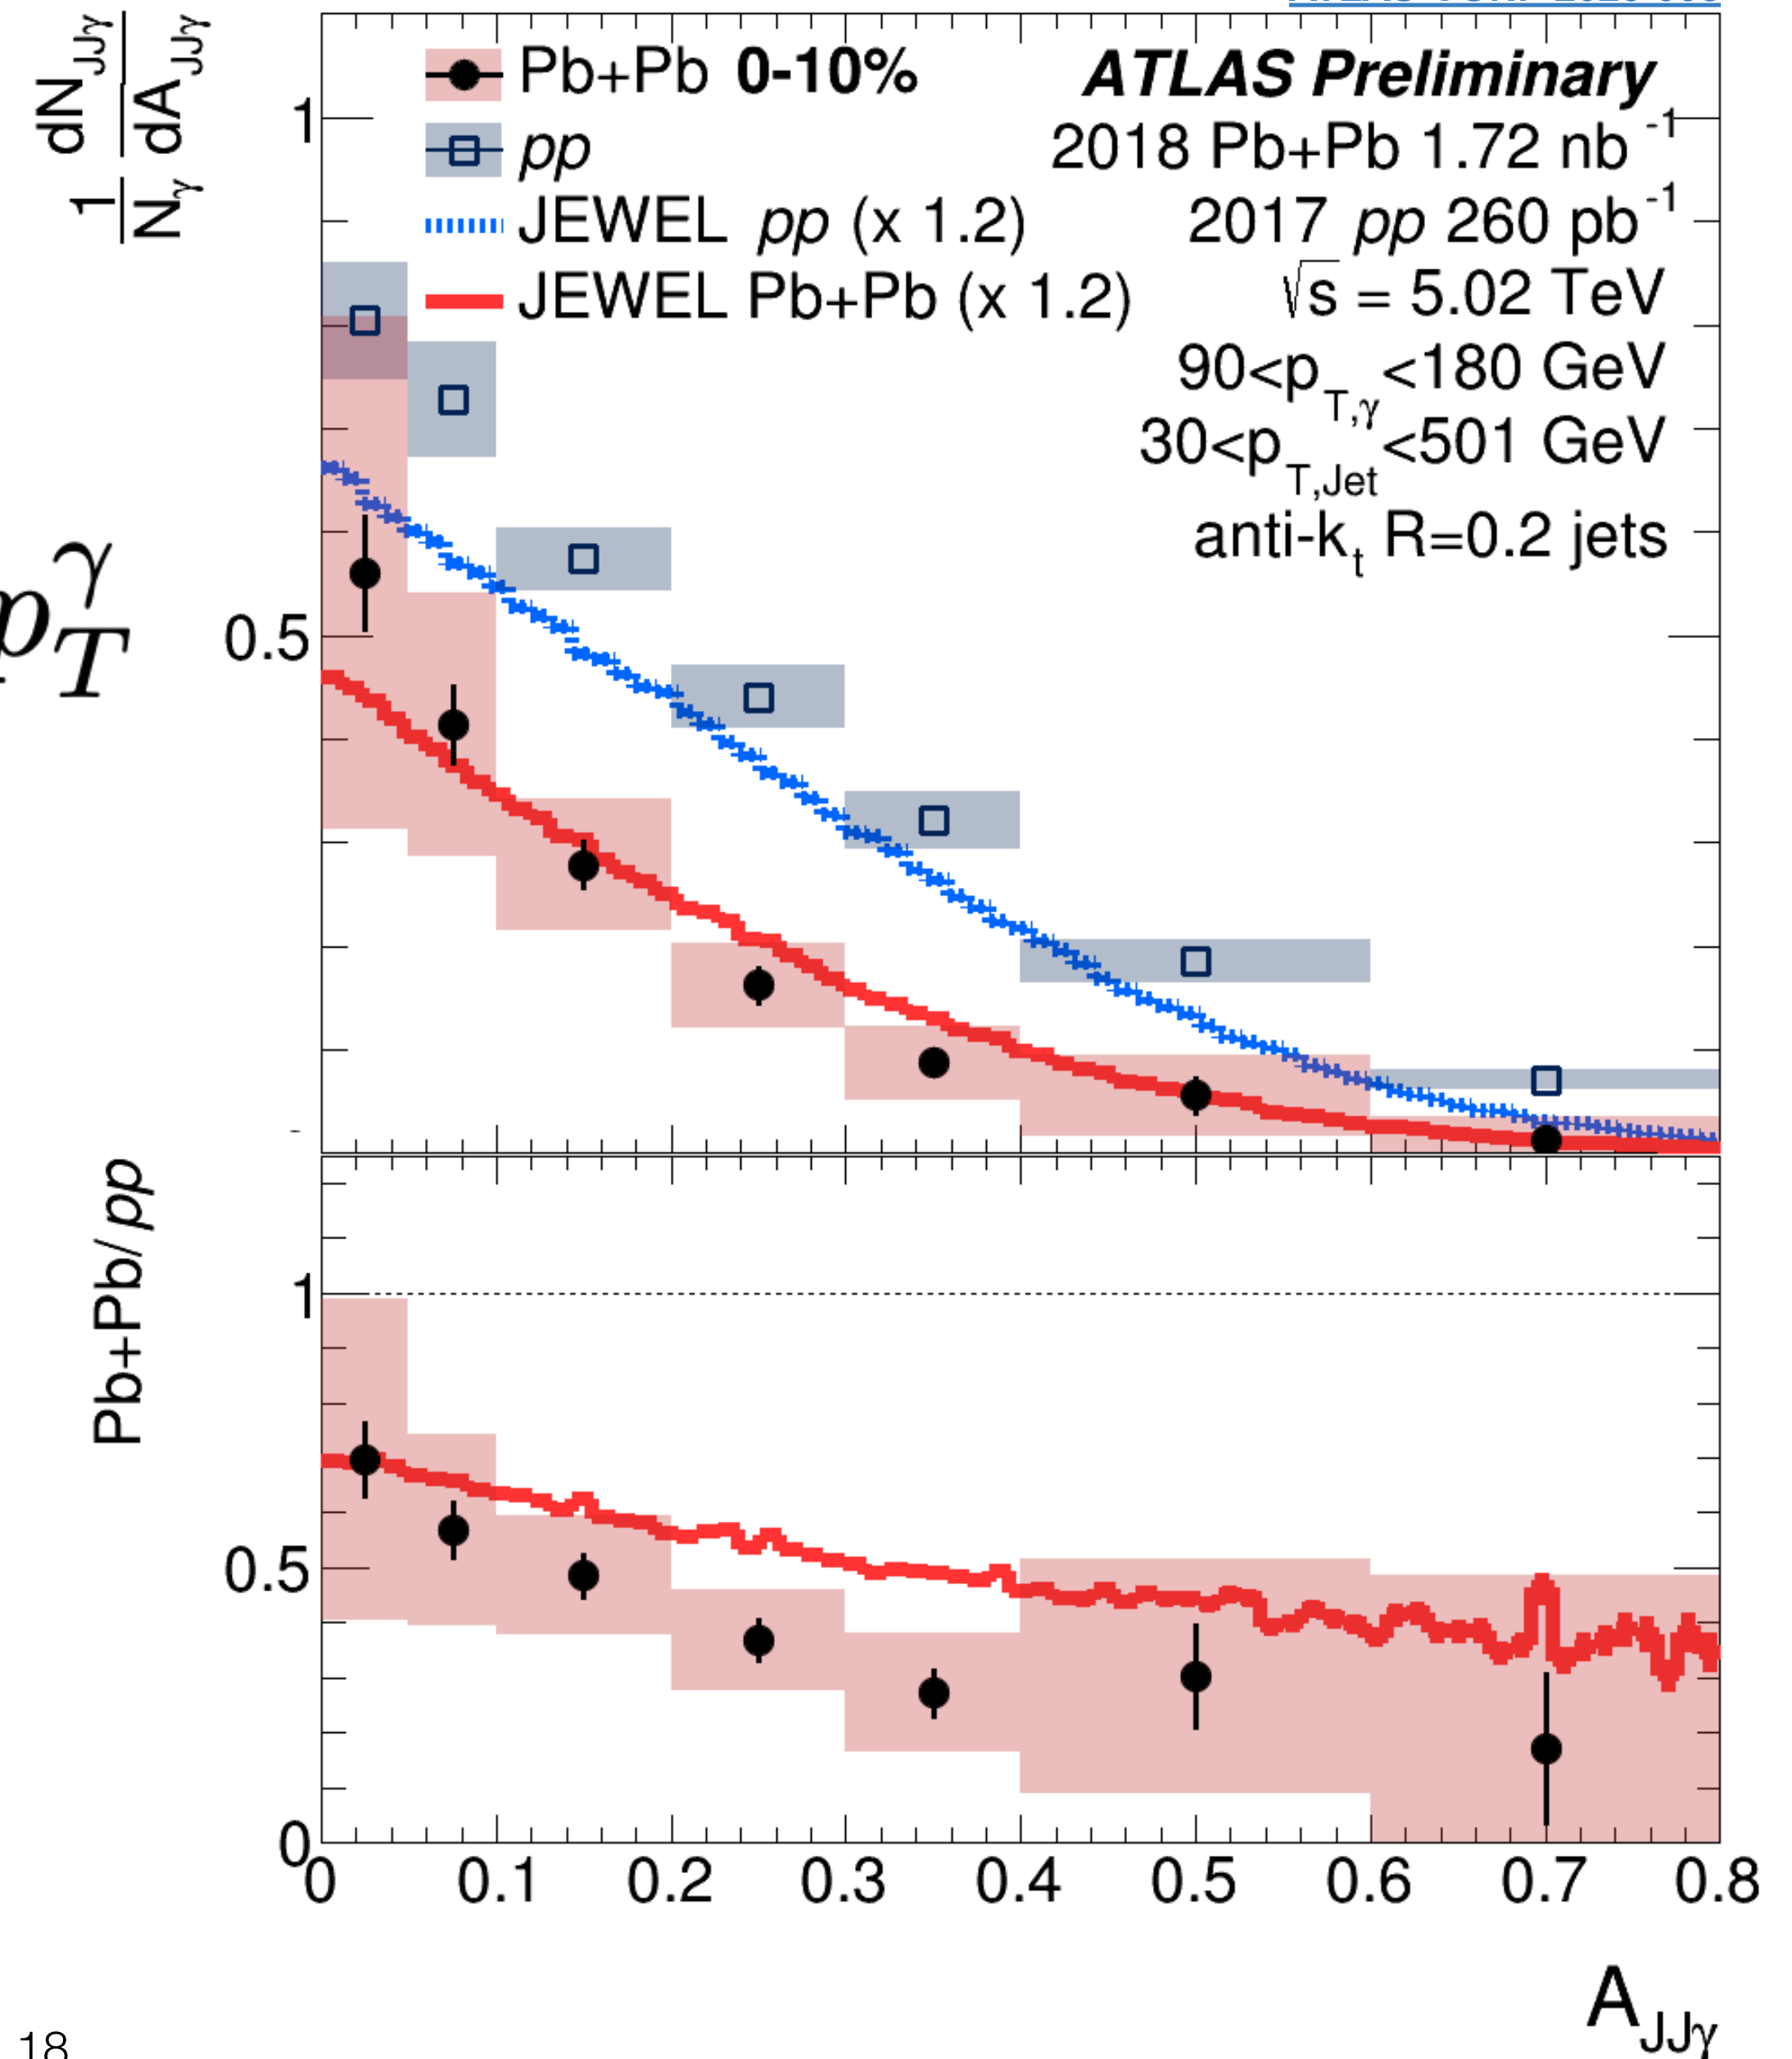 1/N_γ dN_JJγ/dA_JJγ
Pb+Pb 0-10%
pp
JEWEL pp (x 1.2)
JEWEL Pb+Pb (x 1.2)
ATLAS Preliminary
2018 Pb+Pb 1.72 nb⁻¹
2017 pp 260 pb⁻¹
√s = 5.02 TeV
90<p_T,γ <180 GeV
30<p_T,Jet <501 GeV
anti-k_t R=0.2 jets
1
0.5
p_T^γ
Pb+Pb/pp
1
0.5
0
0 0.1 0.2 0.3 0.4 0.5 0.6 0.7 0.8
A_JJγ
18